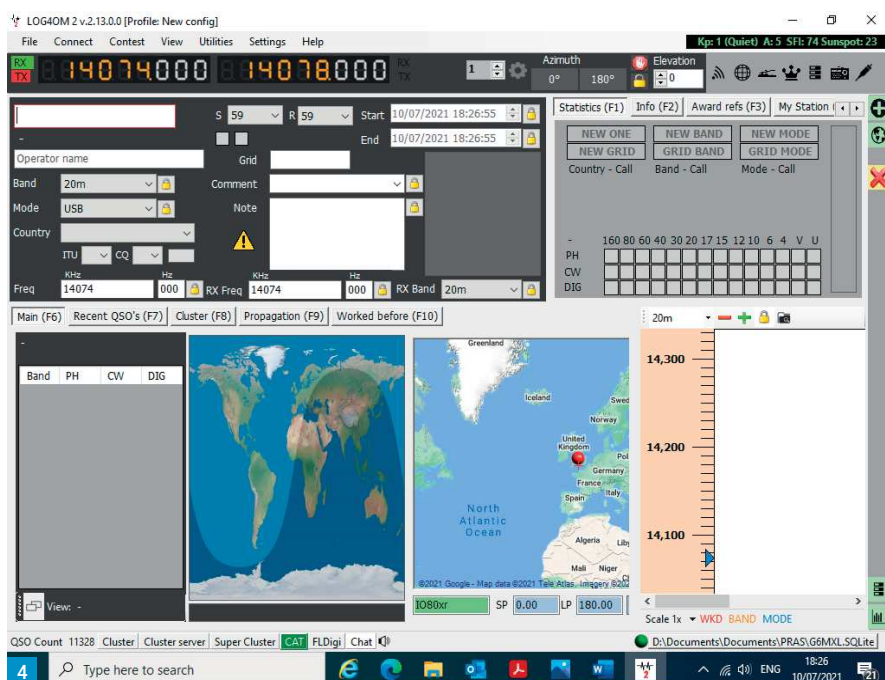 LOG4OM 2 v.2.13.0.0 [Profile: New config]
File Connect Contest View Utilities Settings Help
Kp: 1 (Quiet) A: 5 SFI: 74 Sunspot: 23
RX
TX
14074000
14078000
RX
TX
1
Azimuth
0° 180°
Elevation
0
S 59 R 59 Start 10/07/2021 18:26:55
- End 10/07/2021 18:26:55
Operator name
Grid
Band 20m Comment
Mode USB Note
Country
ITU CQ
KHz Hz KHz Hz
Freq 14074 000 RX Freq 14074 000 RX Band 20m
Statistics (F1) Info (F2) Award refs (F3) My Station (
NEW ONE NEW BAND NEW MODE
NEW GRID GRID BAND GRID MODE
Country - Call Band - Call Mode - Call
- 160 80 60 40 30 20 17 15 12 10 6 4 V U
PH
CW
DIG
Main (F6) Recent QSO's (F7) Cluster (F8) Propagation (F9) Worked before (F10)
-
Band PH CW DIG
View: -
Greenland
Iceland
Swed
Norway
United
Kingdom
Pol
Germany
France
Spain
Italy
North
Atlantic
Ocean
Algeria
Liby
Mali
Niger
©2021 Google - Map data ©2021 Tele Atlas, Imagery ©202
IO80xr SP 0.00 LP 180.00
20m
14,300
14,200
14,100
Scale 1x WKD BAND MODE
QSO Count 11328 Cluster Cluster server Super Cluster CAT FLDigi Chat
D:\Documents\Documents\PRAS\G6MXL.SQLite
4
Type here to search
ENG
18:26
10/07/2021
21